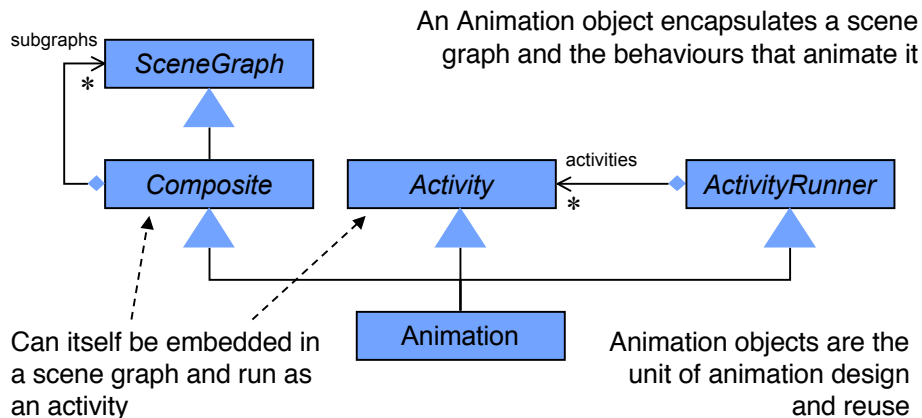 An Animation object encapsulates a scene
graph and the behaviours that animate it
subgraphs
*
SceneGraph
Composite
Activity
activities
*
ActivityRunner
Animation
Can itself be embedded in
a scene graph and run as
an activity
Animation objects are the
unit of animation design
and reuse